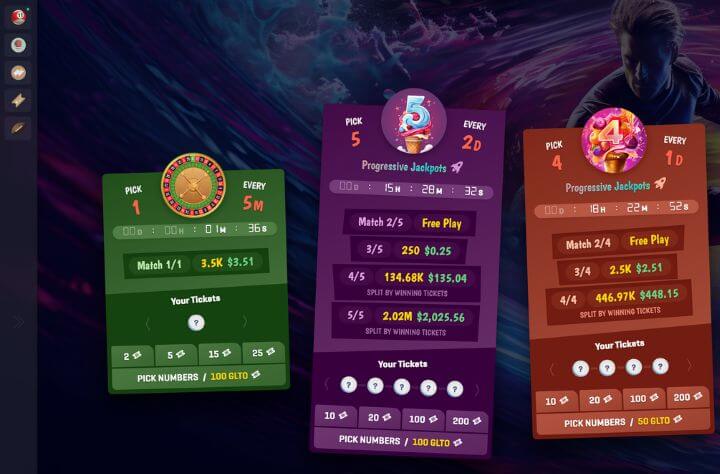 PICK
1
EVERY
5M
00D : 00H : 01M : 36S
Match 1/1 3.5K $3.51
Your Tickets
?
2 5 15 25
PICK NUMBERS / 100 GLTO
PICK
5
5
EVERY
2D
Progressive Jackpots
00D : 15H : 28M : 32S
Match 2/5 Free Play
3/5 250 $0.25
4/5 134.68K $135.04
SPLIT BY WINNING TICKETS
5/5 2.02M $2,025.56
SPLIT BY WINNING TICKETS
Your Tickets
? ? ? ? ?
10 20 100 200
PICK NUMBERS / 100 GLTO
PICK
4
4
EVERY
1D
Progressive Jackpots
00D : 18H : 22M : 52S
Match 2/4 Free Play
3/4 2.5K $2.51
4/4 446.97K $448.15
SPLIT BY WINNING TICKETS
Your Tickets
? ? ? ?
10 20 100 200
PICK NUMBERS / 50 GLTO